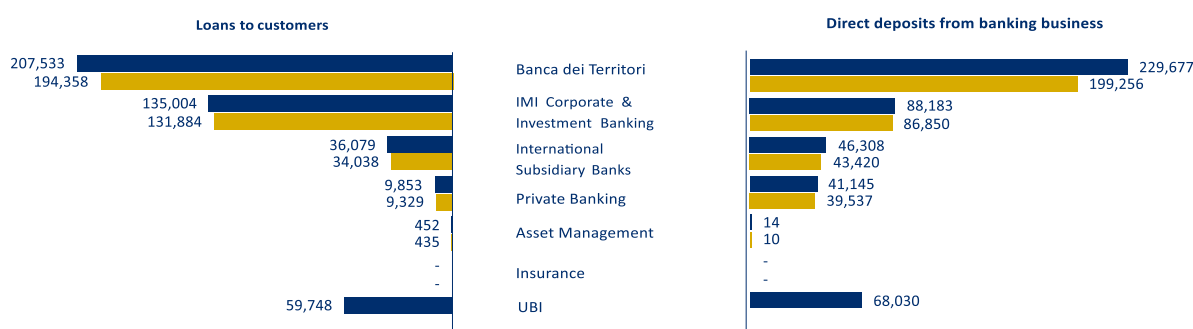 Loans to customers
Direct deposits from banking business
207,533
Banca dei Territori
229,677
194,358
199,256
135,004
IMI Corporate &
88,183
131,884
Investment Banking
86,850
36,079
International
46,308
34,038
Subsidiary Banks
43,420
9,853
Private Banking
41,145
9,329
39,537
452
Asset Management
14
435
10
-
Insurance
-
-
-
59,748
UBI
68,030